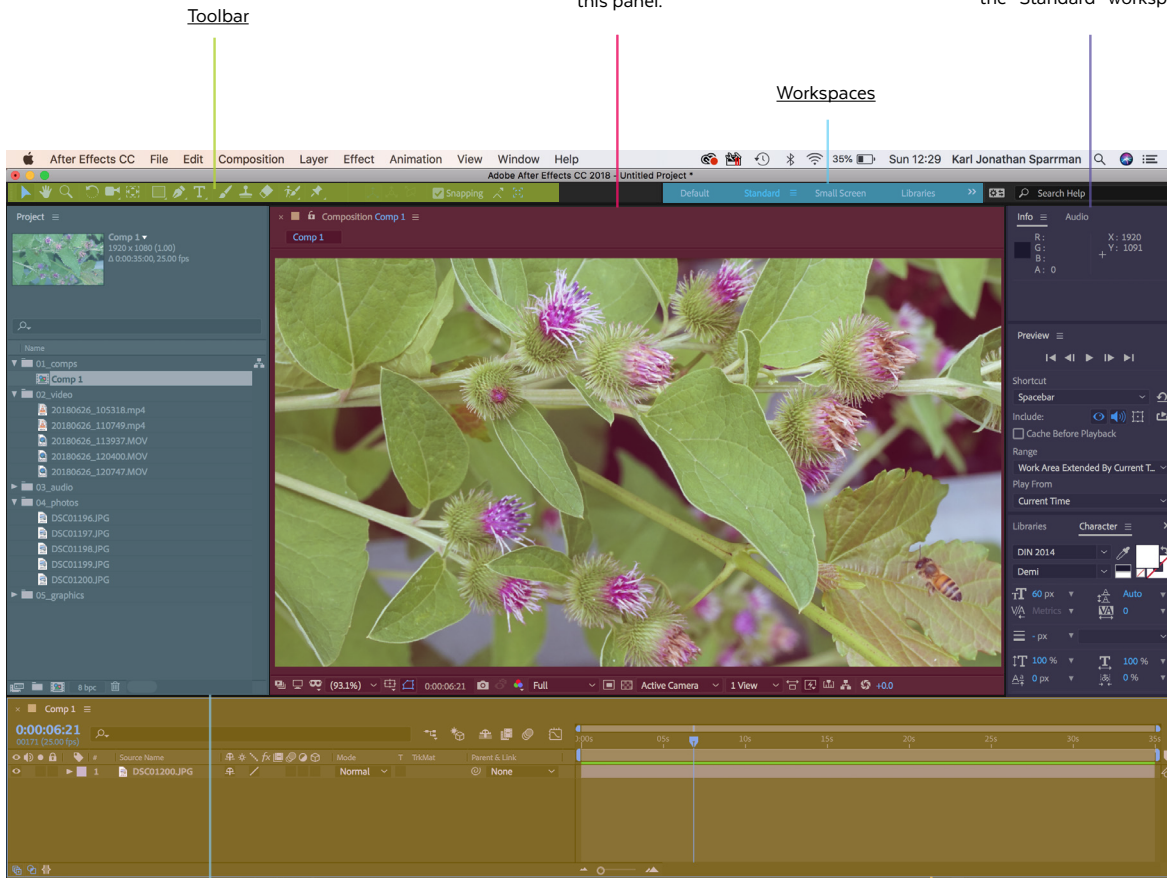 this panel.
the "Standard" worksp
Toolbar
Workspaces
After Effects CC File Edit Composition Layer Effect Animation View Window Help 35% Sun 12:29 Karl Jonathan Sparrman
Adobe After Effects CC 2018 - Untitled Project *
Snapping Default Standard Small Screen Libraries >> Search Help
Project
Comp 1
1920 x 1080 (1.00)
Δ 0:00:35:00, 25.00 fps
Name
01_comps
Comp 1
02_video
20180626_105318.mp4
20180626_110749.mp4
20180626_113937.MOV
20180626_120400.MOV
20180626_120747.MOV
03_audio
04_photos
DSC01196.JPG
DSC01197.JPG
DSC01198.JPG
DSC01199.JPG
DSC01200.JPG
05_graphics
8 bpc
× Composition Comp 1
Comp 1
(93.1%) 0:00:06:21 Full Active Camera 1 View +0.0
Info Audio
R: X: 1920
G: Y: 1091
B:
A: 0
Preview
Shortcut
Spacebar
Include:
Cache Before Playback
Range
Work Area Extended By Current T...
Play From
Current Time
Libraries Character
DIN 2014
Demi
60 px Auto
Metrics 0
- px
100 % 100 %
0 px 0 %
× Comp 1
0:00:06:21
00171 (25.00 fps)
# Source Name Mode T TrkMat Parent & Link
1 DSC01200.JPG Normal None
):00s 05s 10s 15s 20s 25s 30s 35s